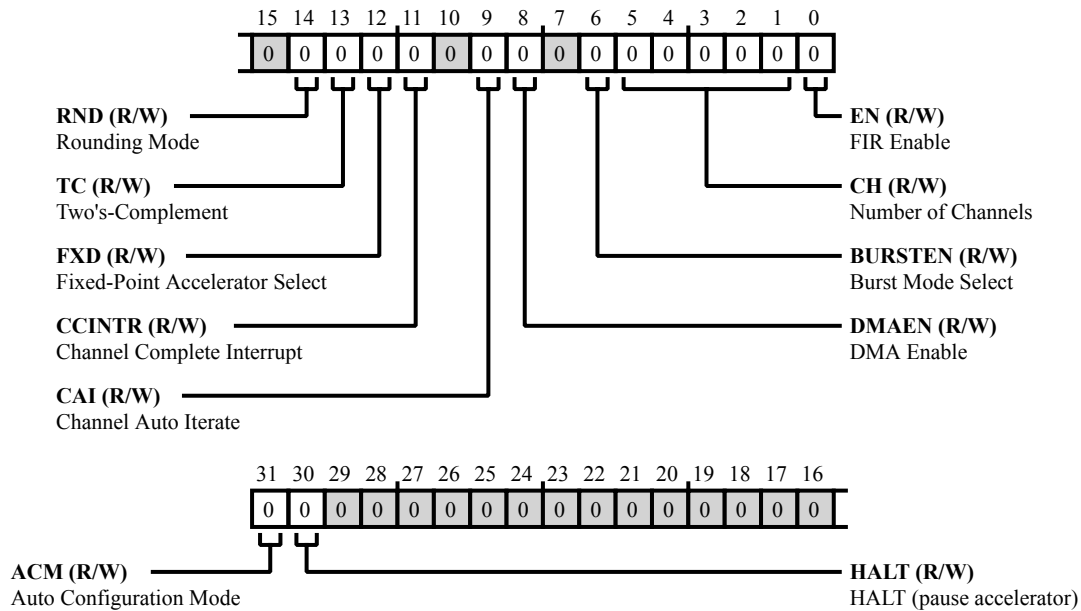 15 14 13 12 11 10 9 8 7 6 5 4 3 2 1 0
0 0 0 0 0 0 0 0 0 0 0 0 0 0 0 0
RND (R/W)
Rounding Mode
TC (R/W)
Two's-Complement
FXD (R/W)
Fixed-Point Accelerator Select
CCINTR (R/W)
Channel Complete Interrupt
CAI (R/W)
Channel Auto Iterate
EN (R/W)
FIR Enable
CH (R/W)
Number of Channels
BURSTEN (R/W)
Burst Mode Select
DMAEN (R/W)
DMA Enable
31 30 29 28 27 26 25 24 23 22 21 20 19 18 17 16
0 0 0 0 0 0 0 0 0 0 0 0 0 0 0 0
ACM (R/W)
Auto Configuration Mode
HALT (R/W)
HALT (pause accelerator)